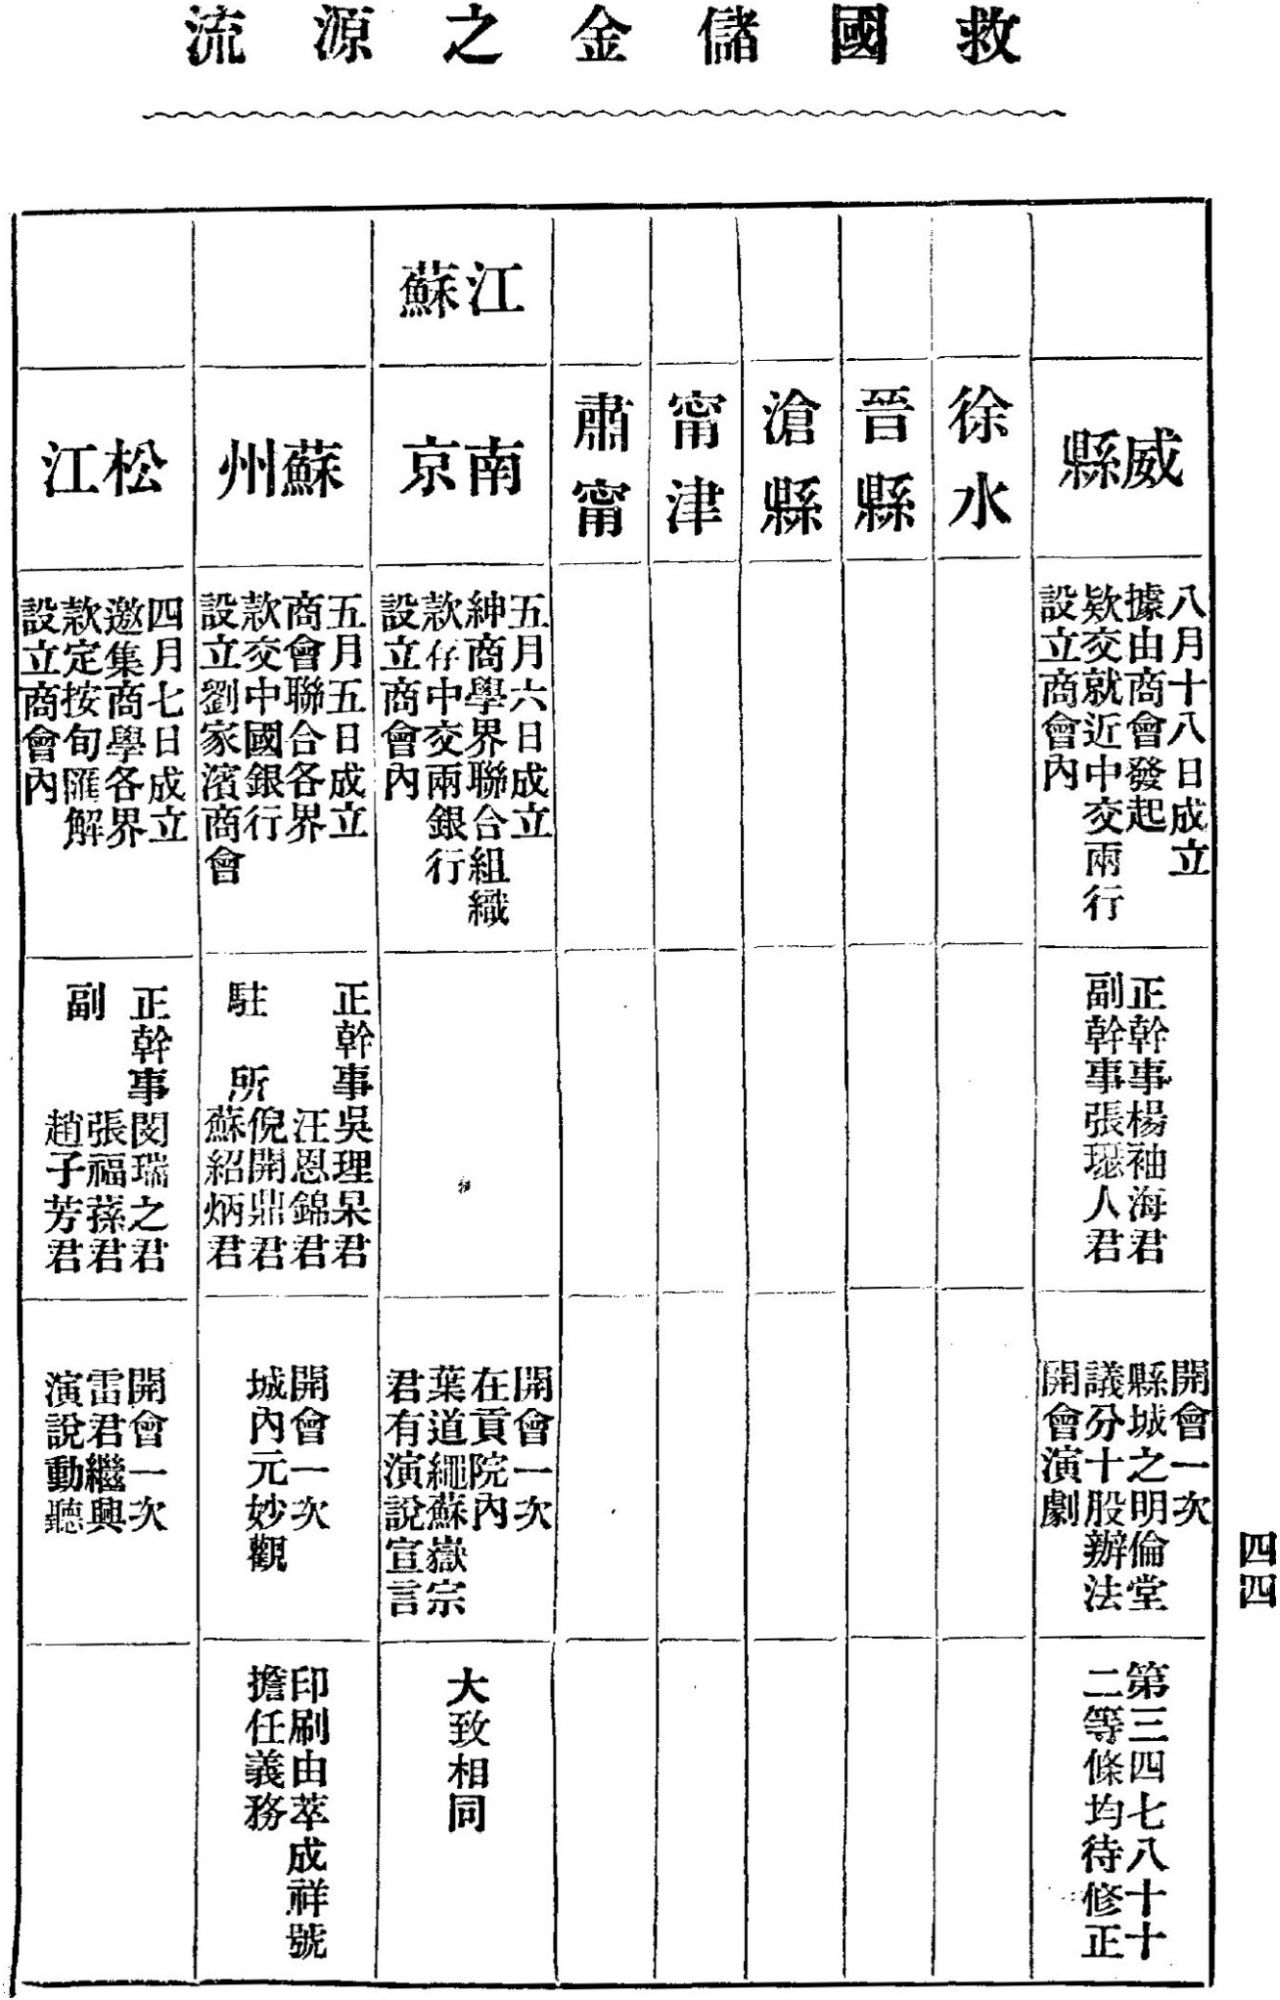 救國儲金之源流
四四
威縣
八月十八日成立
據由商會發起
欵交就近中交兩行
設立商會內
正幹事楊袖海君
副幹事張琚人君
開會一次
縣城之明倫堂
議分十股辦法
開會演劇
第三四七八十十
二等條均待修正
徐水
晉縣
滄縣
甯津
肅甯
江蘇
南京
五月六日成立
紳商學界聯合組織
欵存中交兩銀行
設立商會內
開會一次
在貢院內
葉道繩蘇嶽宗
君有演說宣言
大致相同
蘇州
五月五日成立
商會聯合各界
欵交中國銀行
設立劉家濱商會
正幹事吳理杲君
汪恩錦君
駐所倪開鼎君
蘇紹炳君
開會一次
城內元妙觀
印刷由萃成祥號
擔任義務
松江
四月七日成立
邀集商學各界
欵定按旬匯解
設立商會內
正幹事閔瑞之君
張福蓀君
副趙子芳君
開會一次
雷君繼興
演說動聽